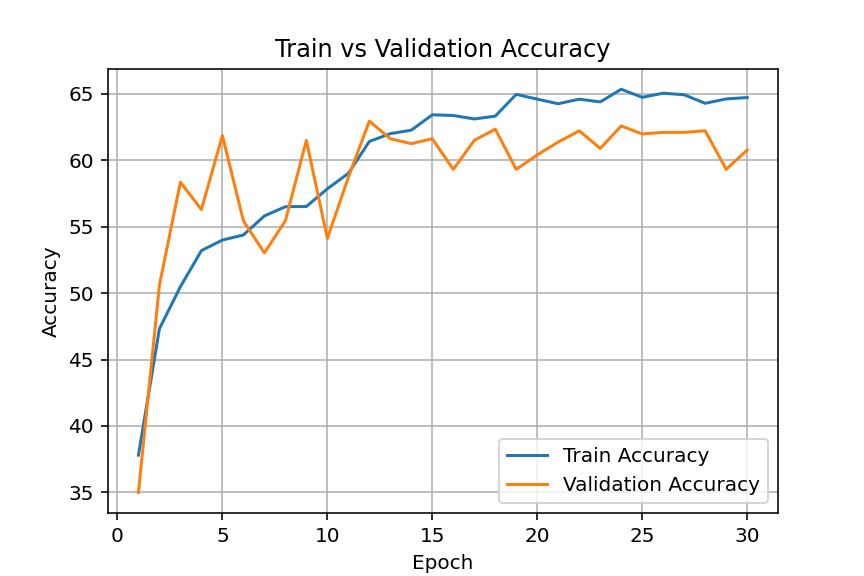 Train vs Validation Accuracy
65
60
55
50
45
40
35
Accuracy
0 5 10 15 20 25 30
Epoch
Train Accuracy
Validation Accuracy